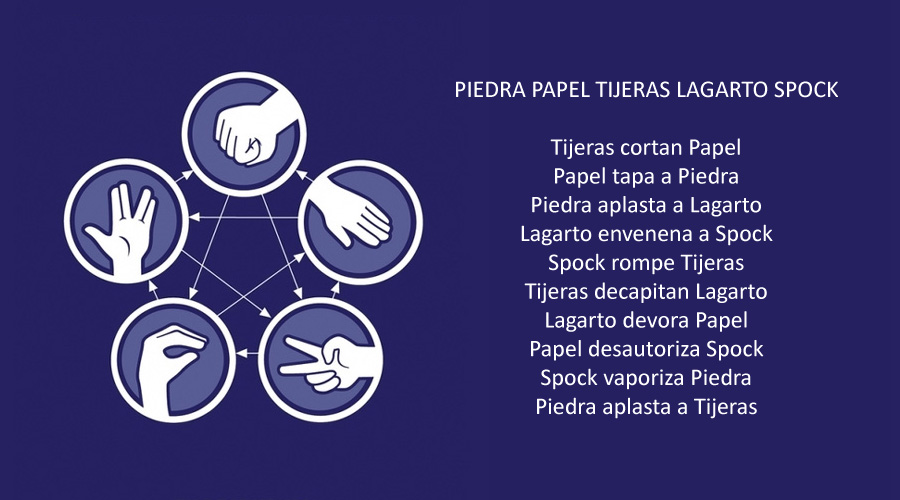 PIEDRA PAPEL TIJERAS LAGARTO SPOCK
Tijeras cortan Papel
Papel tapa a Piedra
Piedra aplasta a Lagarto
Lagarto envenena a Spock
Spock rompe Tijeras
Tijeras decapitan Lagarto
Lagarto devora Papel
Papel desautoriza Spock
Spock vaporiza Piedra
Piedra aplasta a Tijeras